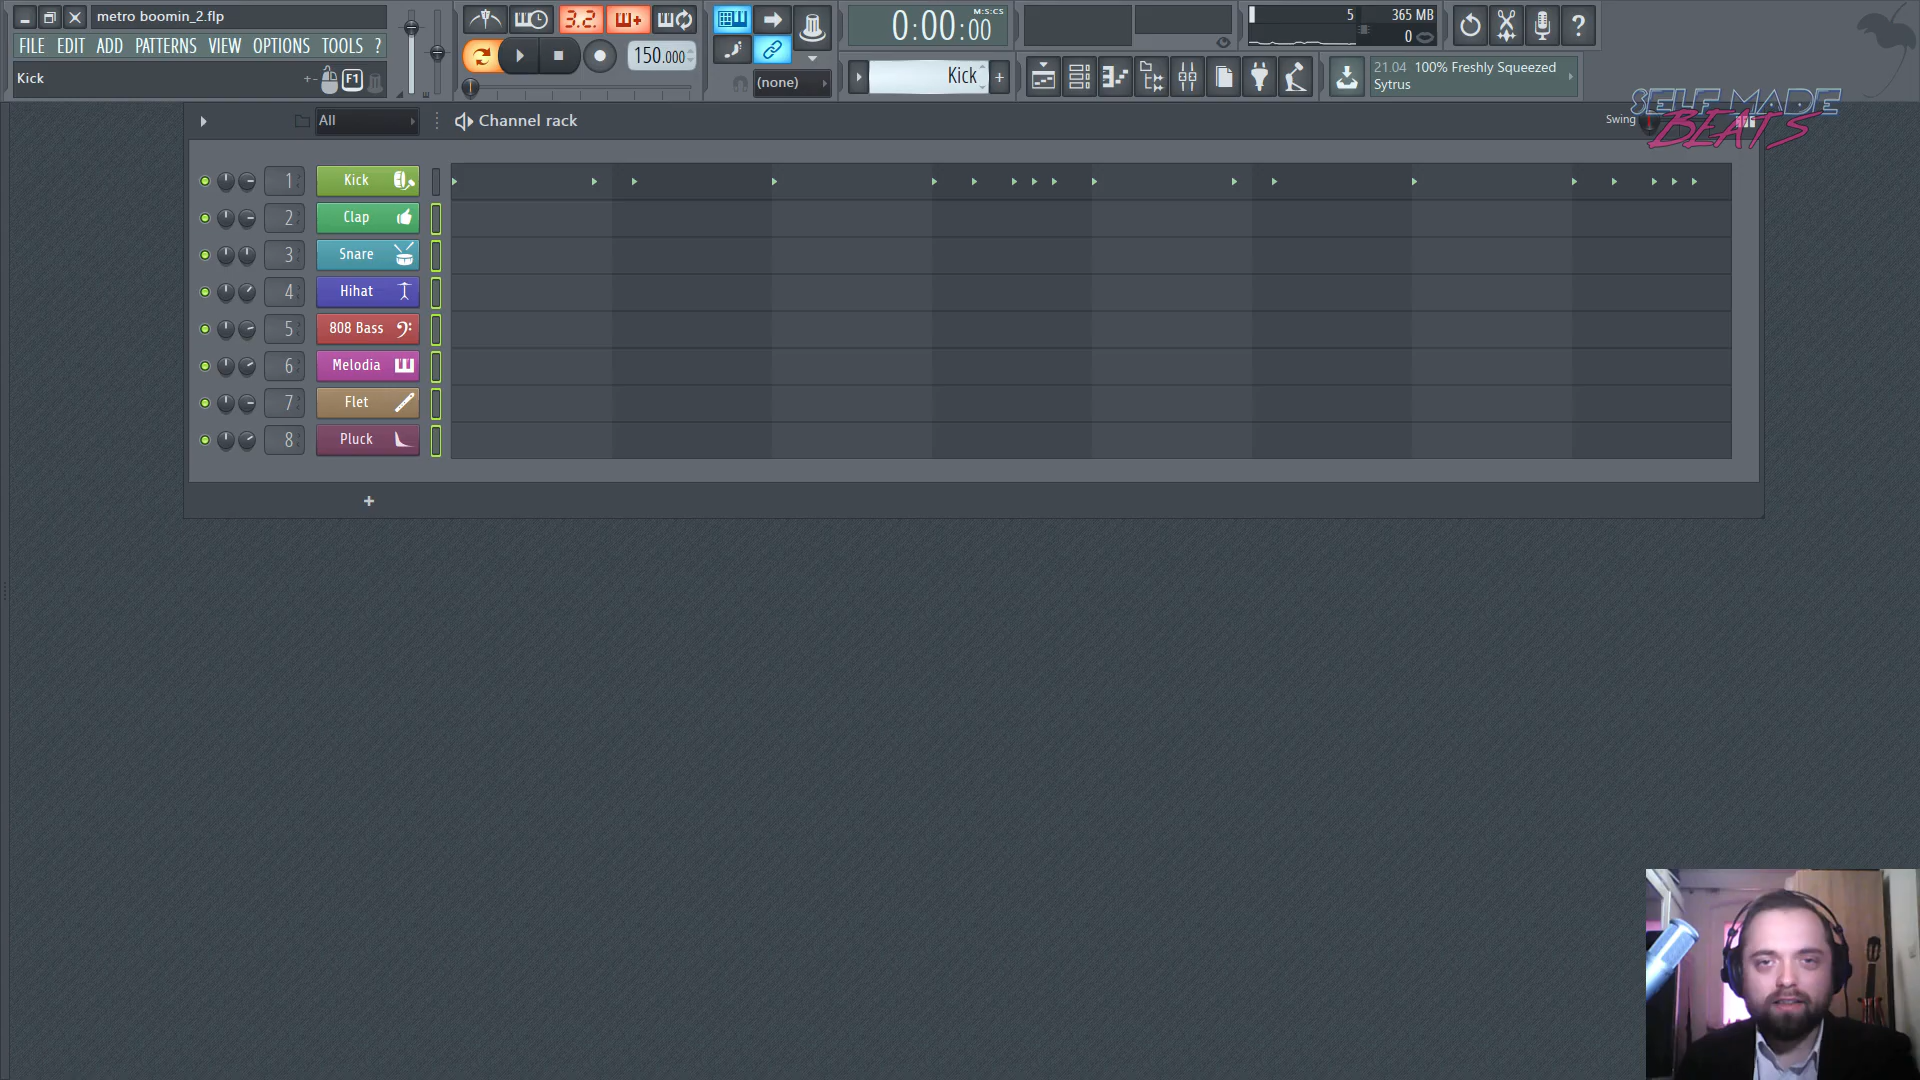 metro boomin_2.flp
FILE EDIT ADD PATTERNS VIEW OPTIONS TOOLS ?
Kick
F1
3.2.
150.000
(none)
0:00:00
M:S:CS
Kick
+
5
365 MB
0
?
21.04 100% Freshly Squeezed
Sytrus
SELF MADE
BEATS
All
Channel rack
Swing
1 Kick
2 Clap
3 Snare
4 Hihat
5 808 Bass
6 Melodia
7 Flet
8 Pluck
+